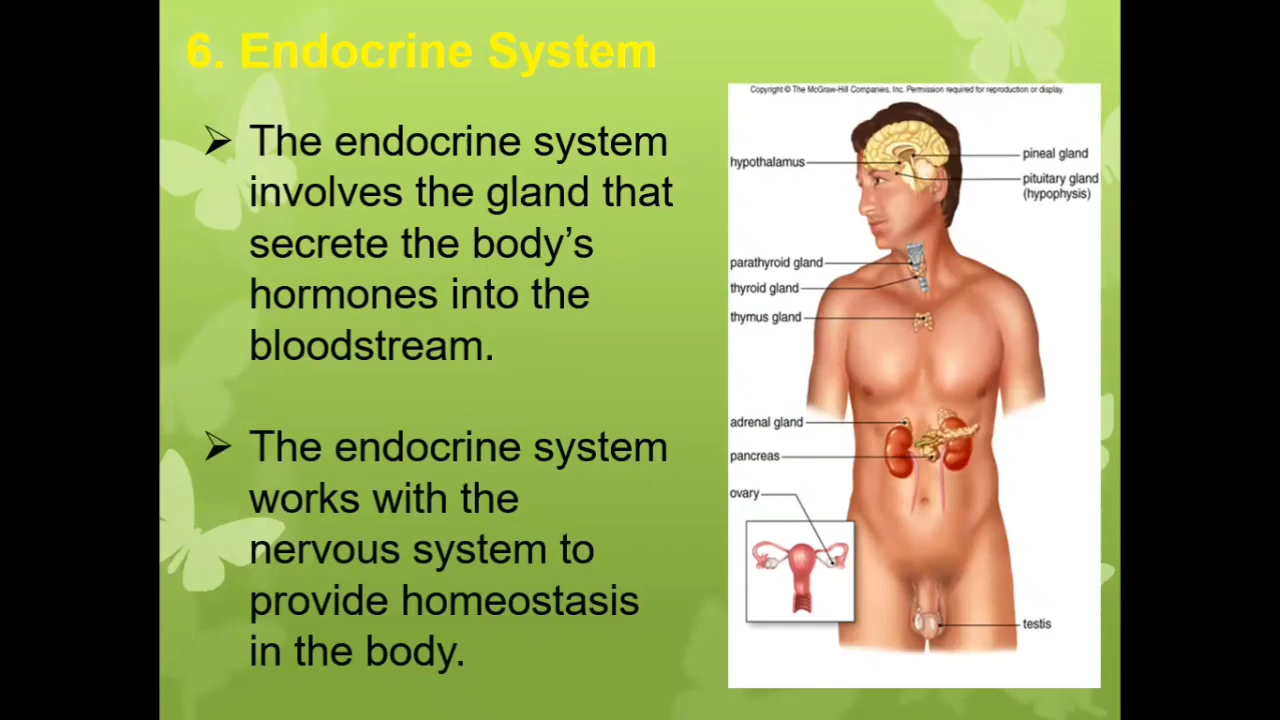 6. Endocrine System
➢ The endocrine system
involves the gland that
secrete the body’s
hormones into the
bloodstream.
➢ The endocrine system
works with the
nervous system to
provide homeostasis
in the body.
Copyright © The McGraw-Hill Companies, Inc. Permission required for reproduction or display.
hypothalamus
pineal gland
pituitary gland
(hypophysis)
parathyroid gland
thyroid gland
thymus gland
adrenal gland
pancreas
ovary
testis